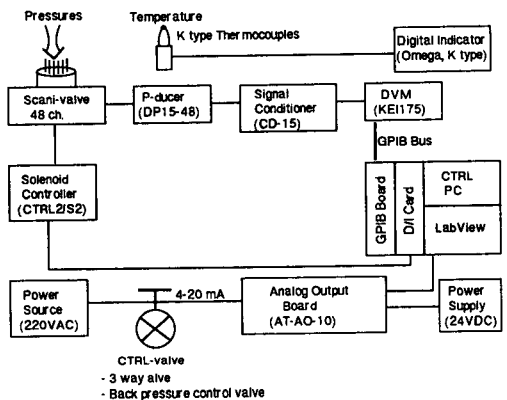 Pressures
Temperature
K type Thermocouples
Digital Indicator
(Omega, K type)
Scani-valve
48 ch.
P-ducer
(DP15-48)
Signal
Conditioner
(CD-15)
DVM
(KEI175)
GPIB Bus
Solenoid
Controller
(CTRL2/S2)
GPIB Board
D/I Card
CTRL
PC
LabView
Power
Source
(220VAC)
4-20 mA
Analog Output
Board
(AT-AO-10)
Power
Supply
(24VDC)
CTRL-valve
- 3 way alve
- Back pressure control valve